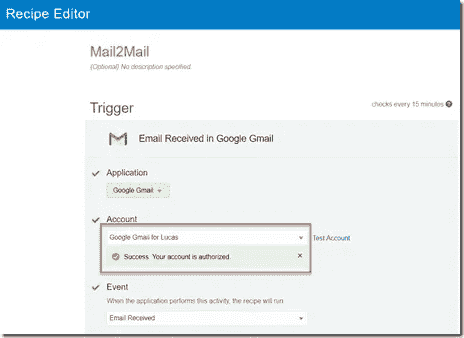 Recipe Editor
Mail2Mail
(Optional) No description specified.
Trigger
checks every 15 minutes
Email Received in Google Gmail
Application
Google Gmail
Account
Google Gmail for Lucas
Test Account
Success. Your account is authorized.
Event
When the application performs this activity, the recipe will run
Email Received